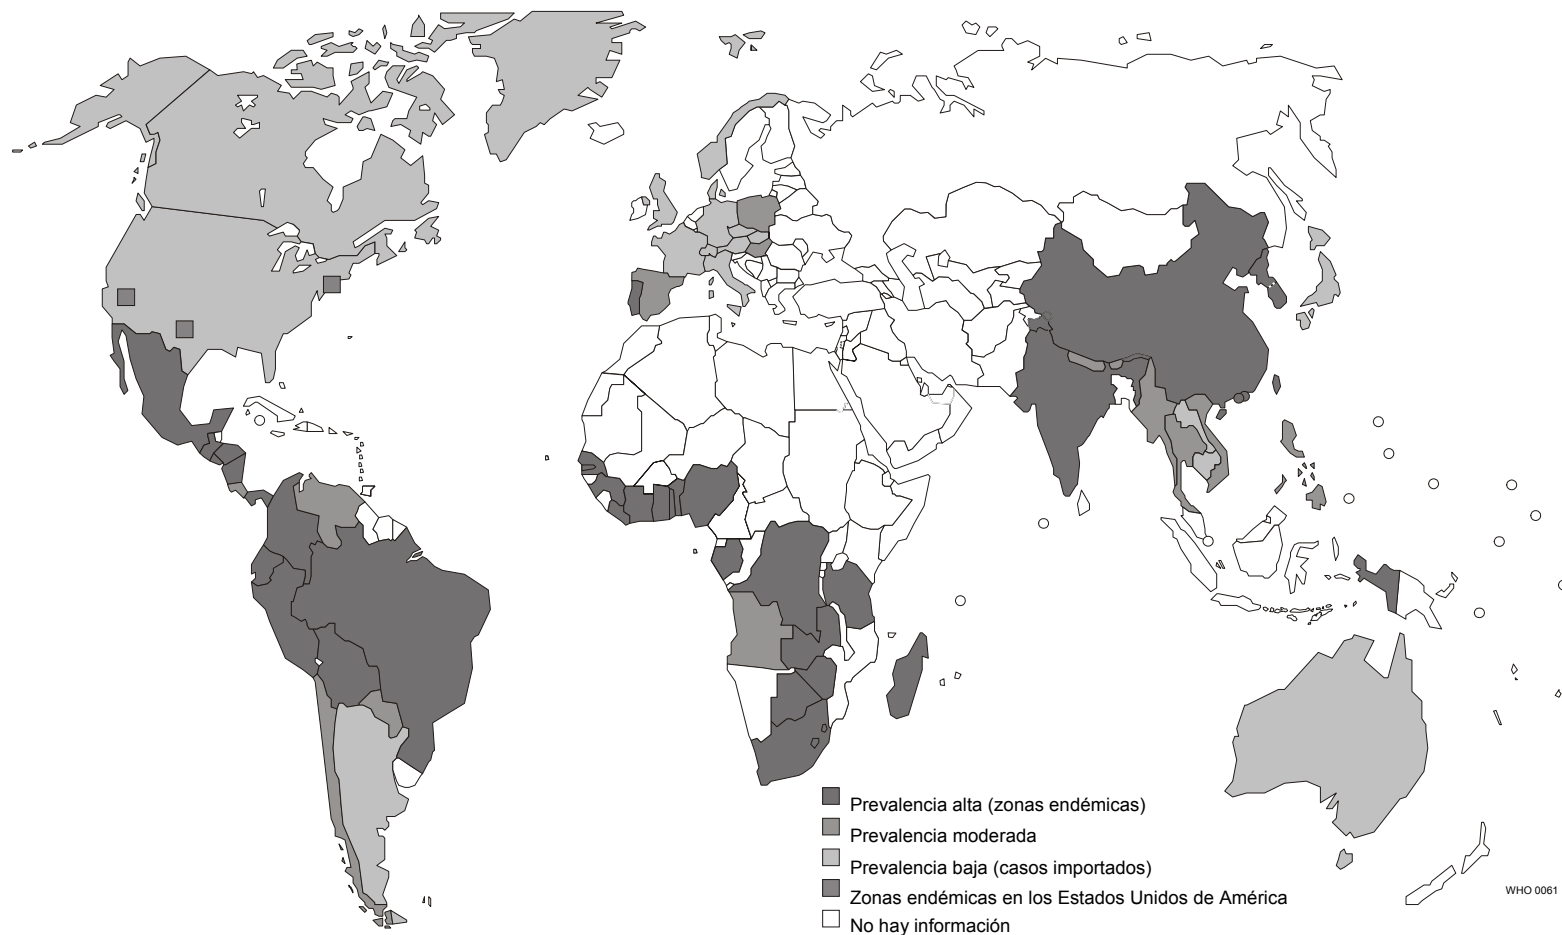 Prevalencia alta (zonas endémicas)
Prevalencia moderada
Prevalencia baja (casos importados)
Zonas endémicas en los Estados Unidos de América
No hay información
WHO 0061